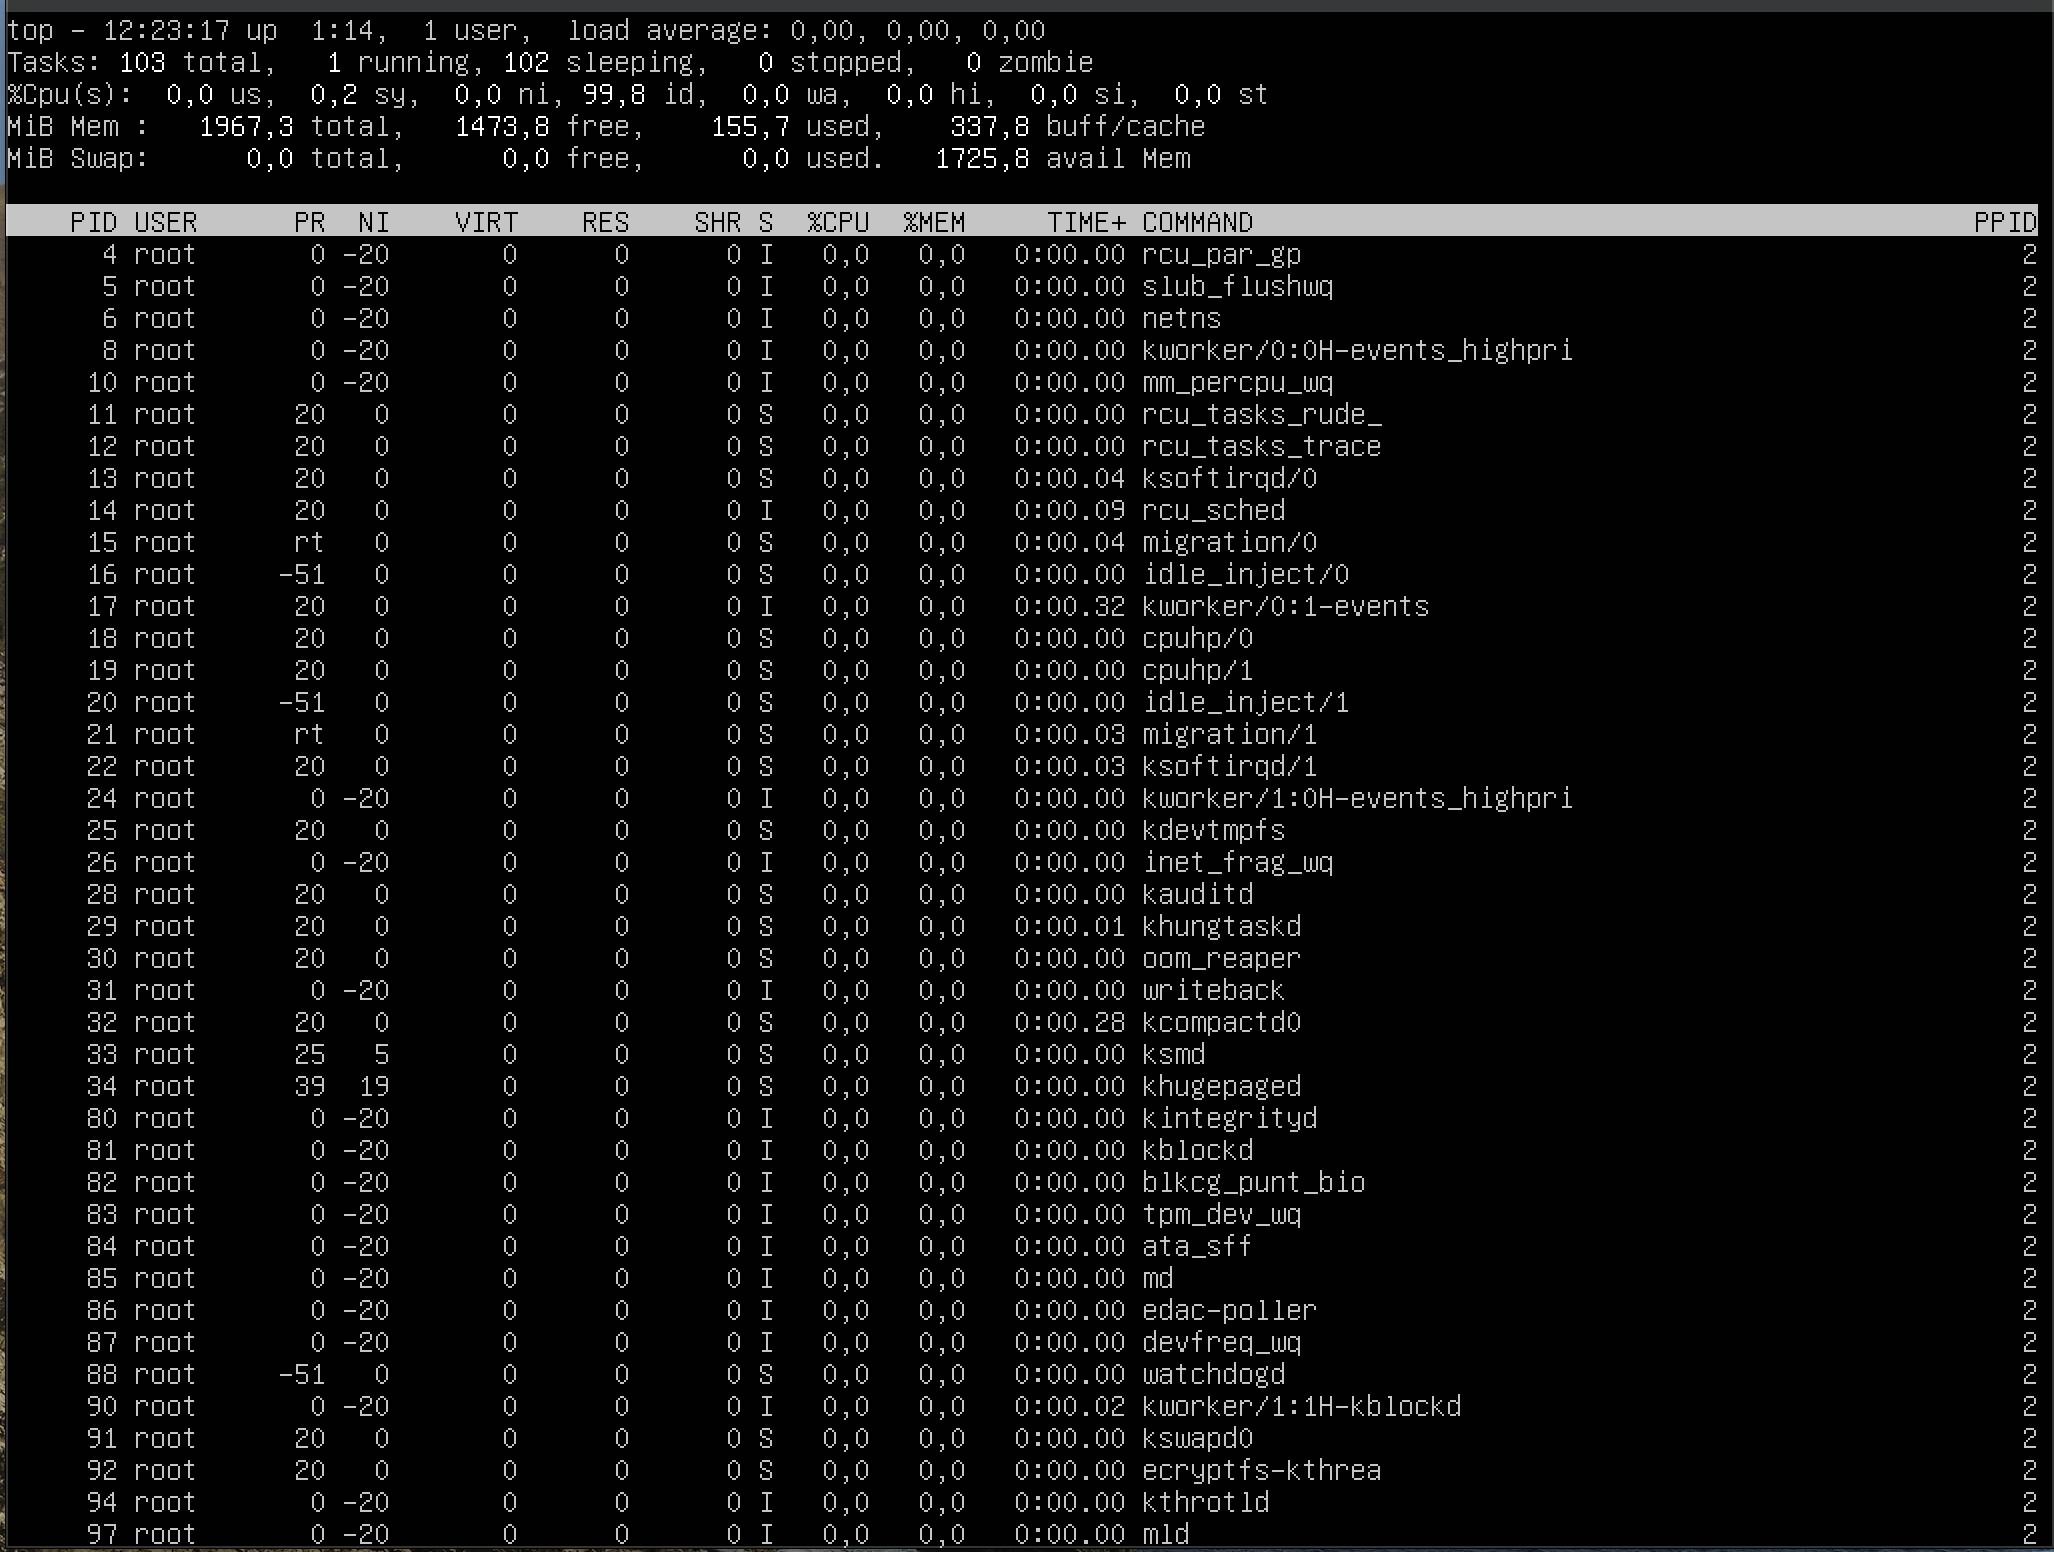 top - 12:23:17 up  1:14,  1 user,  load average: 0,00, 0,00, 0,00
Tasks: 103 total,   1 running, 102 sleeping,   0 stopped,   0 zombie
%Cpu(s):  0,0 us,  0,2 sy,  0,0 ni, 99,8 id,  0,0 wa,  0,0 hi,  0,0 si,  0,0 st
MiB Mem :   1967,3 total,   1473,8 free,    155,7 used,    337,8 buff/cache
MiB Swap:      0,0 total,      0,0 free,      0,0 used.   1725,8 avail Mem
PID USER PR NI VIRT RES SHR S %CPU %MEM TIME+ COMMAND PPID
4 root 0 -20 0 0 0 I 0,0 0,0 0:00.00 rcu_par_gp 2
5 root 0 -20 0 0 0 I 0,0 0,0 0:00.00 slub_flushwq 2
6 root 0 -20 0 0 0 I 0,0 0,0 0:00.00 netns 2
8 root 0 -20 0 0 0 I 0,0 0,0 0:00.00 kworker/0:0H-events_highpri 2
10 root 0 -20 0 0 0 I 0,0 0,0 0:00.00 mm_percpu_wq 2
11 root 20 0 0 0 0 S 0,0 0,0 0:00.00 rcu_tasks_rude_ 2
12 root 20 0 0 0 0 S 0,0 0,0 0:00.00 rcu_tasks_trace 2
13 root 20 0 0 0 0 S 0,0 0,0 0:00.04 ksoftirqd/0 2
14 root 20 0 0 0 0 I 0,0 0,0 0:00.09 rcu_sched 2
15 root rt 0 0 0 0 S 0,0 0,0 0:00.04 migration/0 2
16 root -51 0 0 0 0 S 0,0 0,0 0:00.00 idle_inject/0 2
17 root 20 0 0 0 0 I 0,0 0,0 0:00.32 kworker/0:1-events 2
18 root 20 0 0 0 0 S 0,0 0,0 0:00.00 cpuhp/0 2
19 root 20 0 0 0 0 S 0,0 0,0 0:00.00 cpuhp/1 2
20 root -51 0 0 0 0 S 0,0 0,0 0:00.00 idle_inject/1 2
21 root rt 0 0 0 0 S 0,0 0,0 0:00.03 migration/1 2
22 root 20 0 0 0 0 S 0,0 0,0 0:00.03 ksoftirqd/1 2
24 root 0 -20 0 0 0 I 0,0 0,0 0:00.00 kworker/1:0H-events_highpri 2
25 root 20 0 0 0 0 S 0,0 0,0 0:00.00 kdevtmpfs 2
26 root 0 -20 0 0 0 I 0,0 0,0 0:00.00 inet_frag_wq 2
28 root 20 0 0 0 0 S 0,0 0,0 0:00.00 kauditd 2
29 root 20 0 0 0 0 S 0,0 0,0 0:00.01 khungtaskd 2
30 root 20 0 0 0 0 S 0,0 0,0 0:00.00 oom_reaper 2
31 root 0 -20 0 0 0 I 0,0 0,0 0:00.00 writeback 2
32 root 20 0 0 0 0 S 0,0 0,0 0:00.28 kcompactd0 2
33 root 25 5 0 0 0 S 0,0 0,0 0:00.00 ksmd 2
34 root 39 19 0 0 0 S 0,0 0,0 0:00.00 khugepaged 2
80 root 0 -20 0 0 0 I 0,0 0,0 0:00.00 kintegrityd 2
81 root 0 -20 0 0 0 I 0,0 0,0 0:00.00 kblockd 2
82 root 0 -20 0 0 0 I 0,0 0,0 0:00.00 blkcg_punt_bio 2
83 root 0 -20 0 0 0 I 0,0 0,0 0:00.00 tpm_dev_wq 2
84 root 0 -20 0 0 0 I 0,0 0,0 0:00.00 ata_sff 2
85 root 0 -20 0 0 0 I 0,0 0,0 0:00.00 md 2
86 root 0 -20 0 0 0 I 0,0 0,0 0:00.00 edac-poller 2
87 root 0 -20 0 0 0 I 0,0 0,0 0:00.00 devfreq_wq 2
88 root -51 0 0 0 0 S 0,0 0,0 0:00.00 watchdogd 2
90 root 0 -20 0 0 0 I 0,0 0,0 0:00.02 kworker/1:1H-kblockd 2
91 root 20 0 0 0 0 S 0,0 0,0 0:00.00 kswapd0 2
92 root 20 0 0 0 0 S 0,0 0,0 0:00.00 ecryptfs-kthrea 2
94 root 0 -20 0 0 0 I 0,0 0,0 0:00.00 kthrotld 2
97 root 0 -20 0 0 0 I 0,0 0,0 0:00.00 mld 2